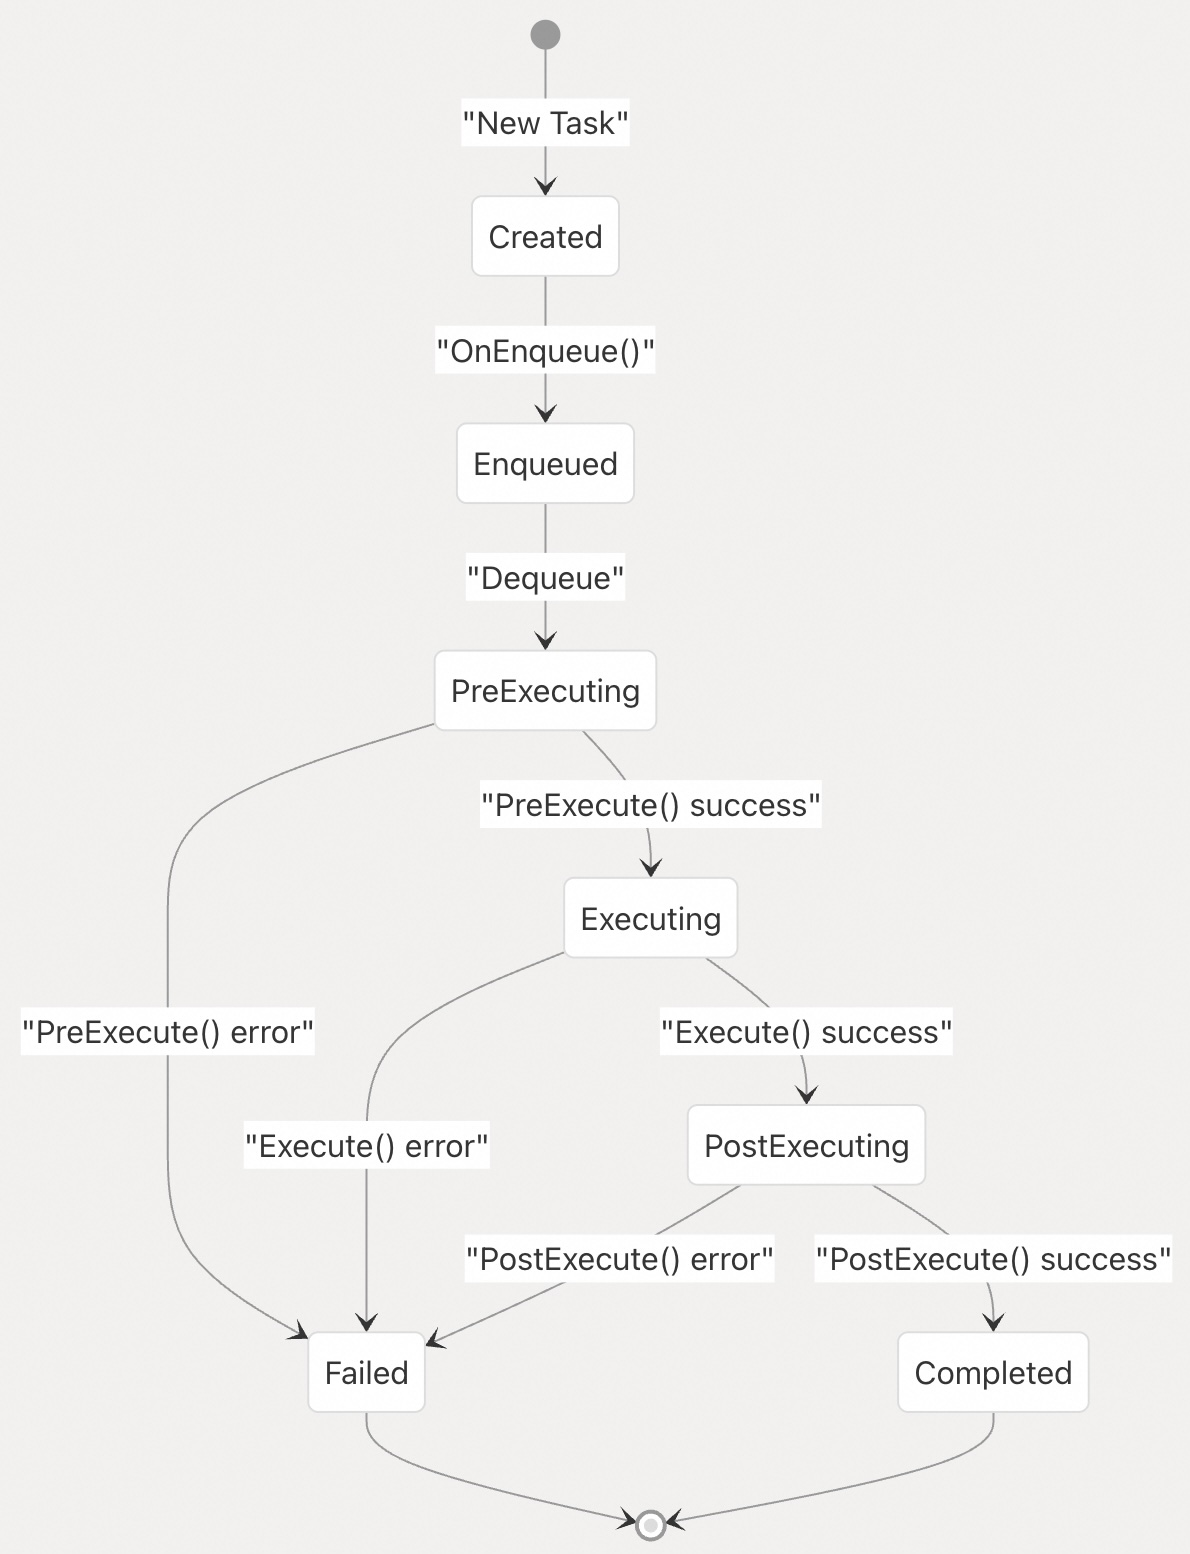 "New Task"
Created
"OnEnqueue()"
Enqueued
"Dequeue"
PreExecuting
"PreExecute() success"
Executing
"PreExecute() error"
"Execute() success"
"Execute() error"
PostExecuting
"PostExecute() error"
"PostExecute() success"
Failed
Completed